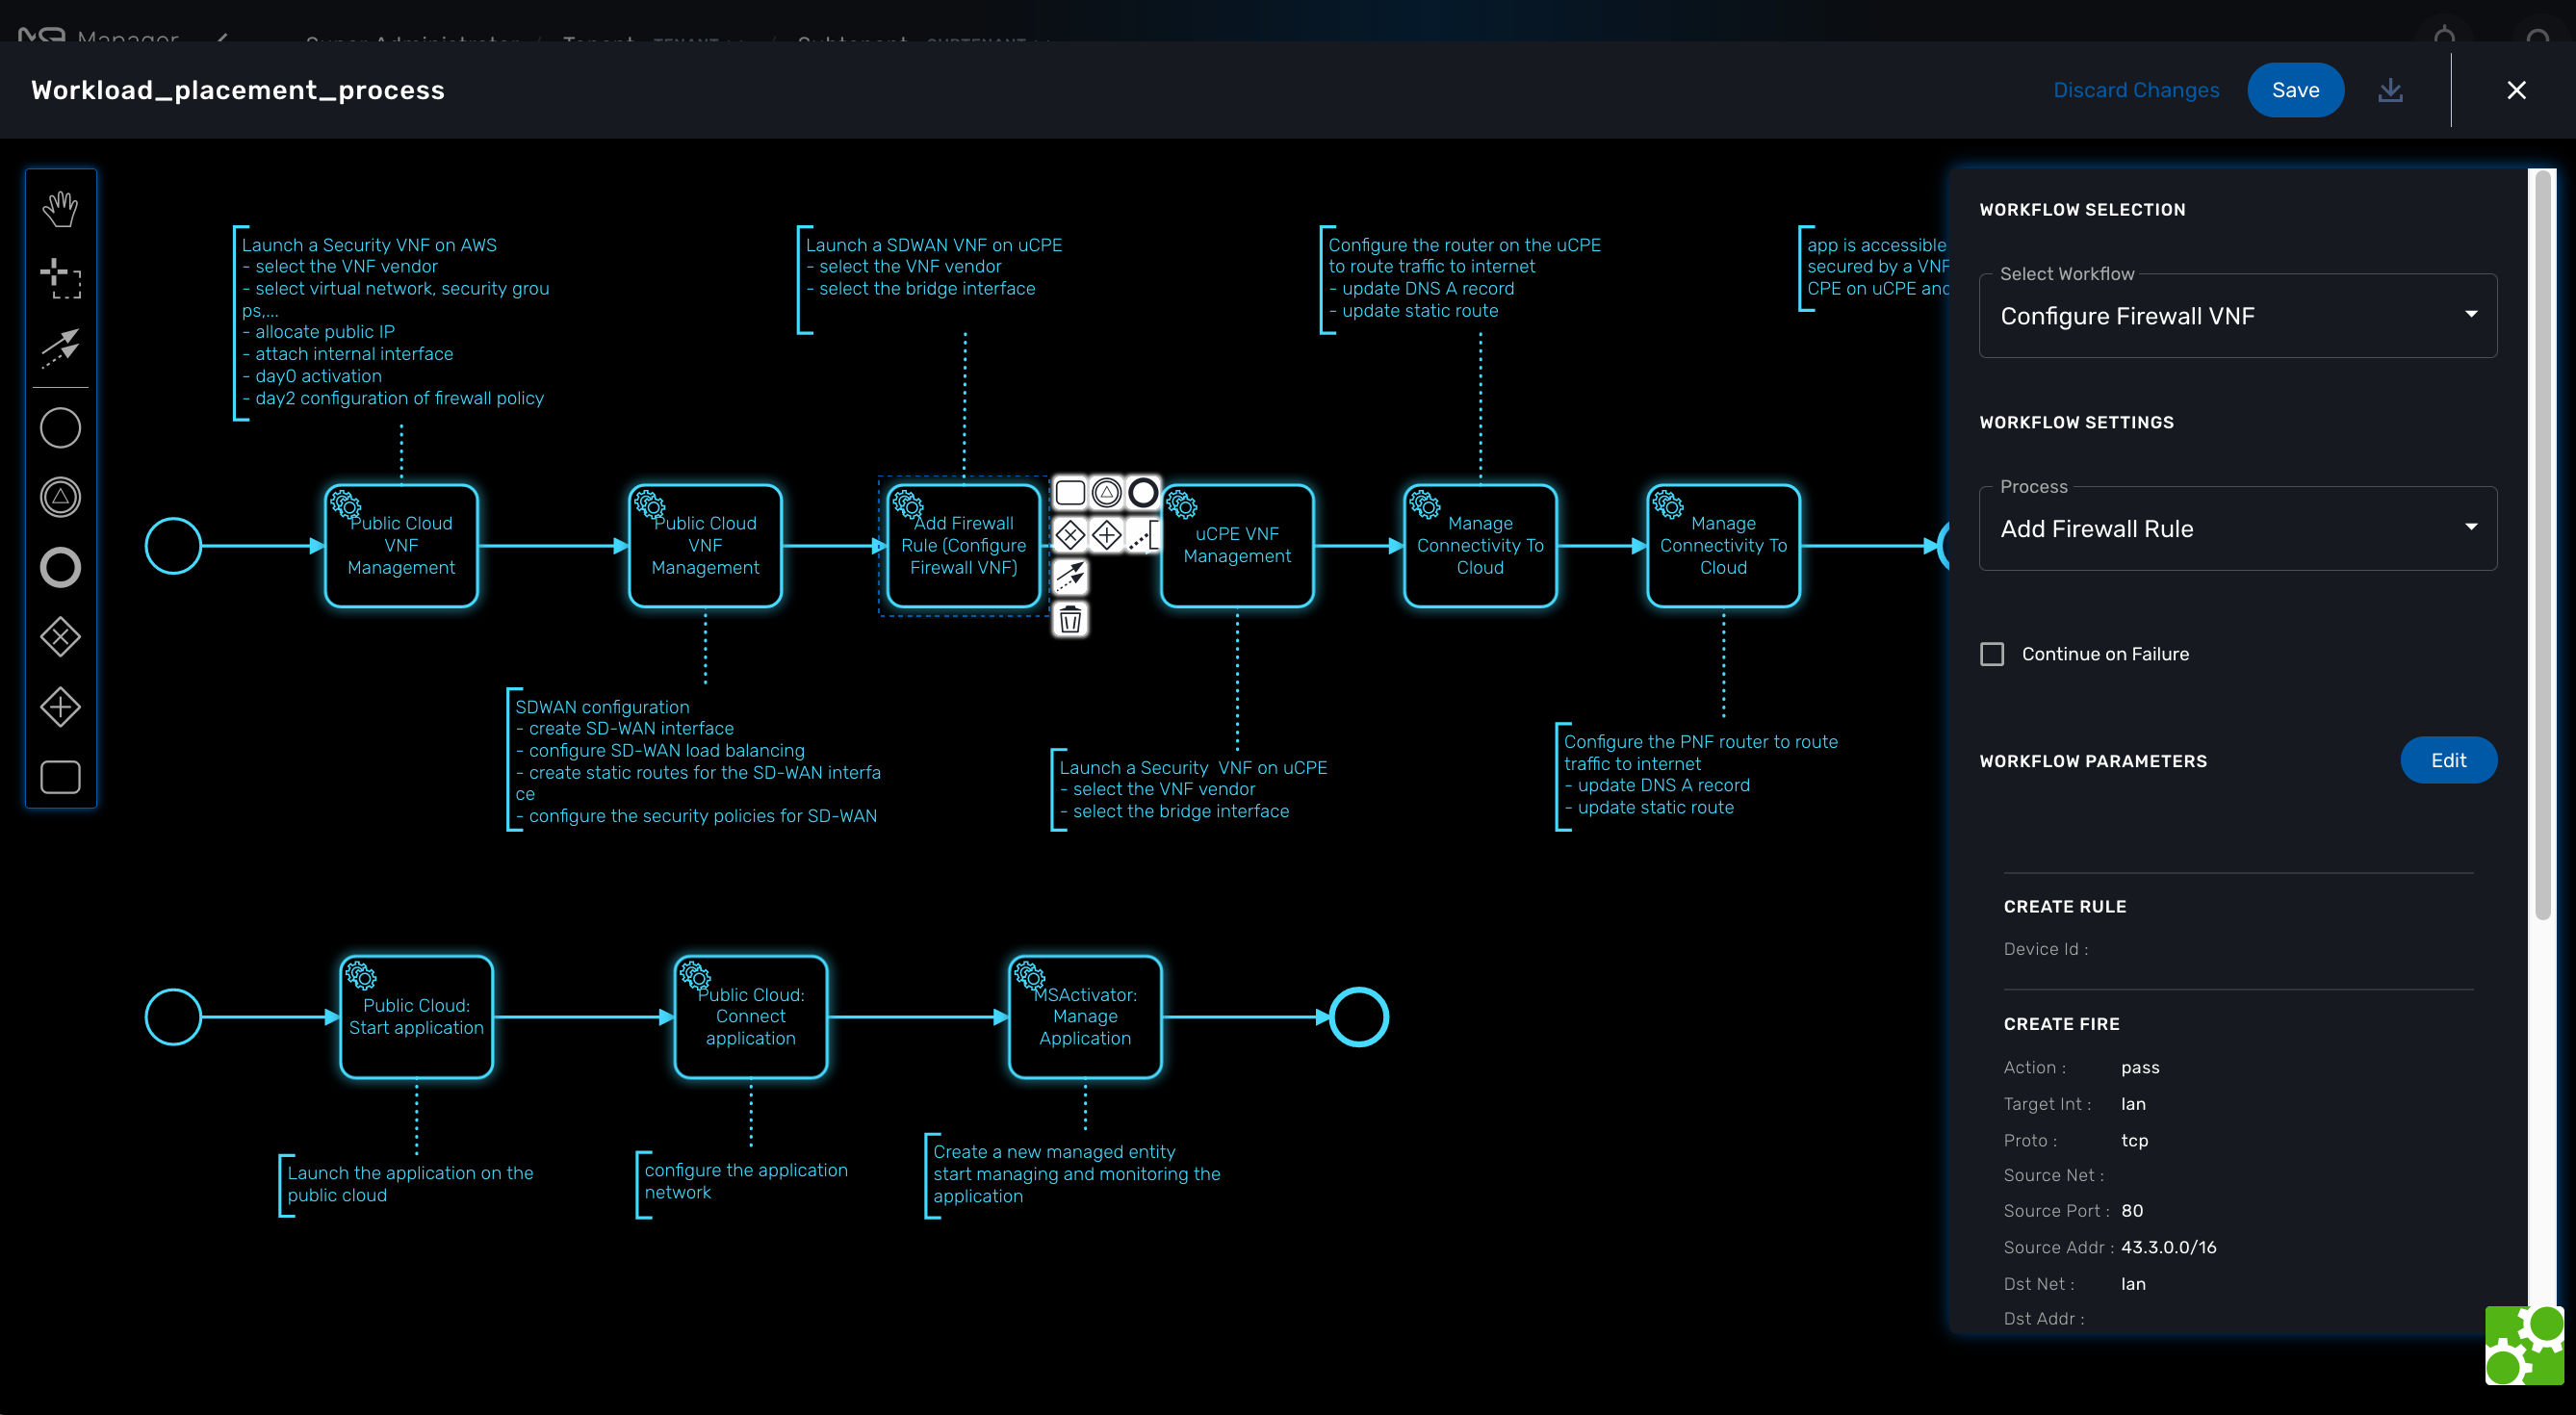 Manager
Super Administrator / Tenant TENANT / Subtenant SUBTENANT
Workload_placement_process
Discard Changes
Save
Launch a Security VNF on AWS
- select the VNF vendor
- select virtual network, security grou
ps,...
- allocate public IP
- attach internal interface
- day0 activation
- day2 configuration of firewall policy
Launch a SDWAN VNF on uCPE
- select the VNF vendor
- select the bridge interface
Configure the router on the uCPE
to route traffic to internet
- update DNS A record
- update static route
app is accessible
secured by a VNF
CPE on uCPE and
Public Cloud
VNF
Management
Public Cloud
VNF
Management
Add Firewall
Rule (Configure
Firewall VNF)
uCPE VNF
Management
Manage
Connectivity To
Cloud
Manage
Connectivity To
Cloud
SDWAN configuration
- create SD-WAN interface
- configure SD-WAN load balancing
- create static routes for the SD-WAN interfa
ce
- configure the security policies for SD-WAN
Launch a Security  VNF on uCPE
- select the VNF vendor
- select the bridge interface
Configure the PNF router to route
traffic to internet
- update DNS A record
- update static route
Public Cloud:
Start application
Public Cloud:
Connect
application
MSActivator:
Manage
Application
Launch the application on the
public cloud
configure the application
network
Create a new managed entity
start managing and monitoring the
application
WORKFLOW SELECTION
Select Workflow
Configure Firewall VNF
WORKFLOW SETTINGS
Process
Add Firewall Rule
Continue on Failure
WORKFLOW PARAMETERS
Edit
CREATE RULE
Device Id :
CREATE FIRE
Action : pass
Target Int : lan
Proto : tcp
Source Net :
Source Port : 80
Source Addr : 43.3.0.0/16
Dst Net : lan
Dst Addr :